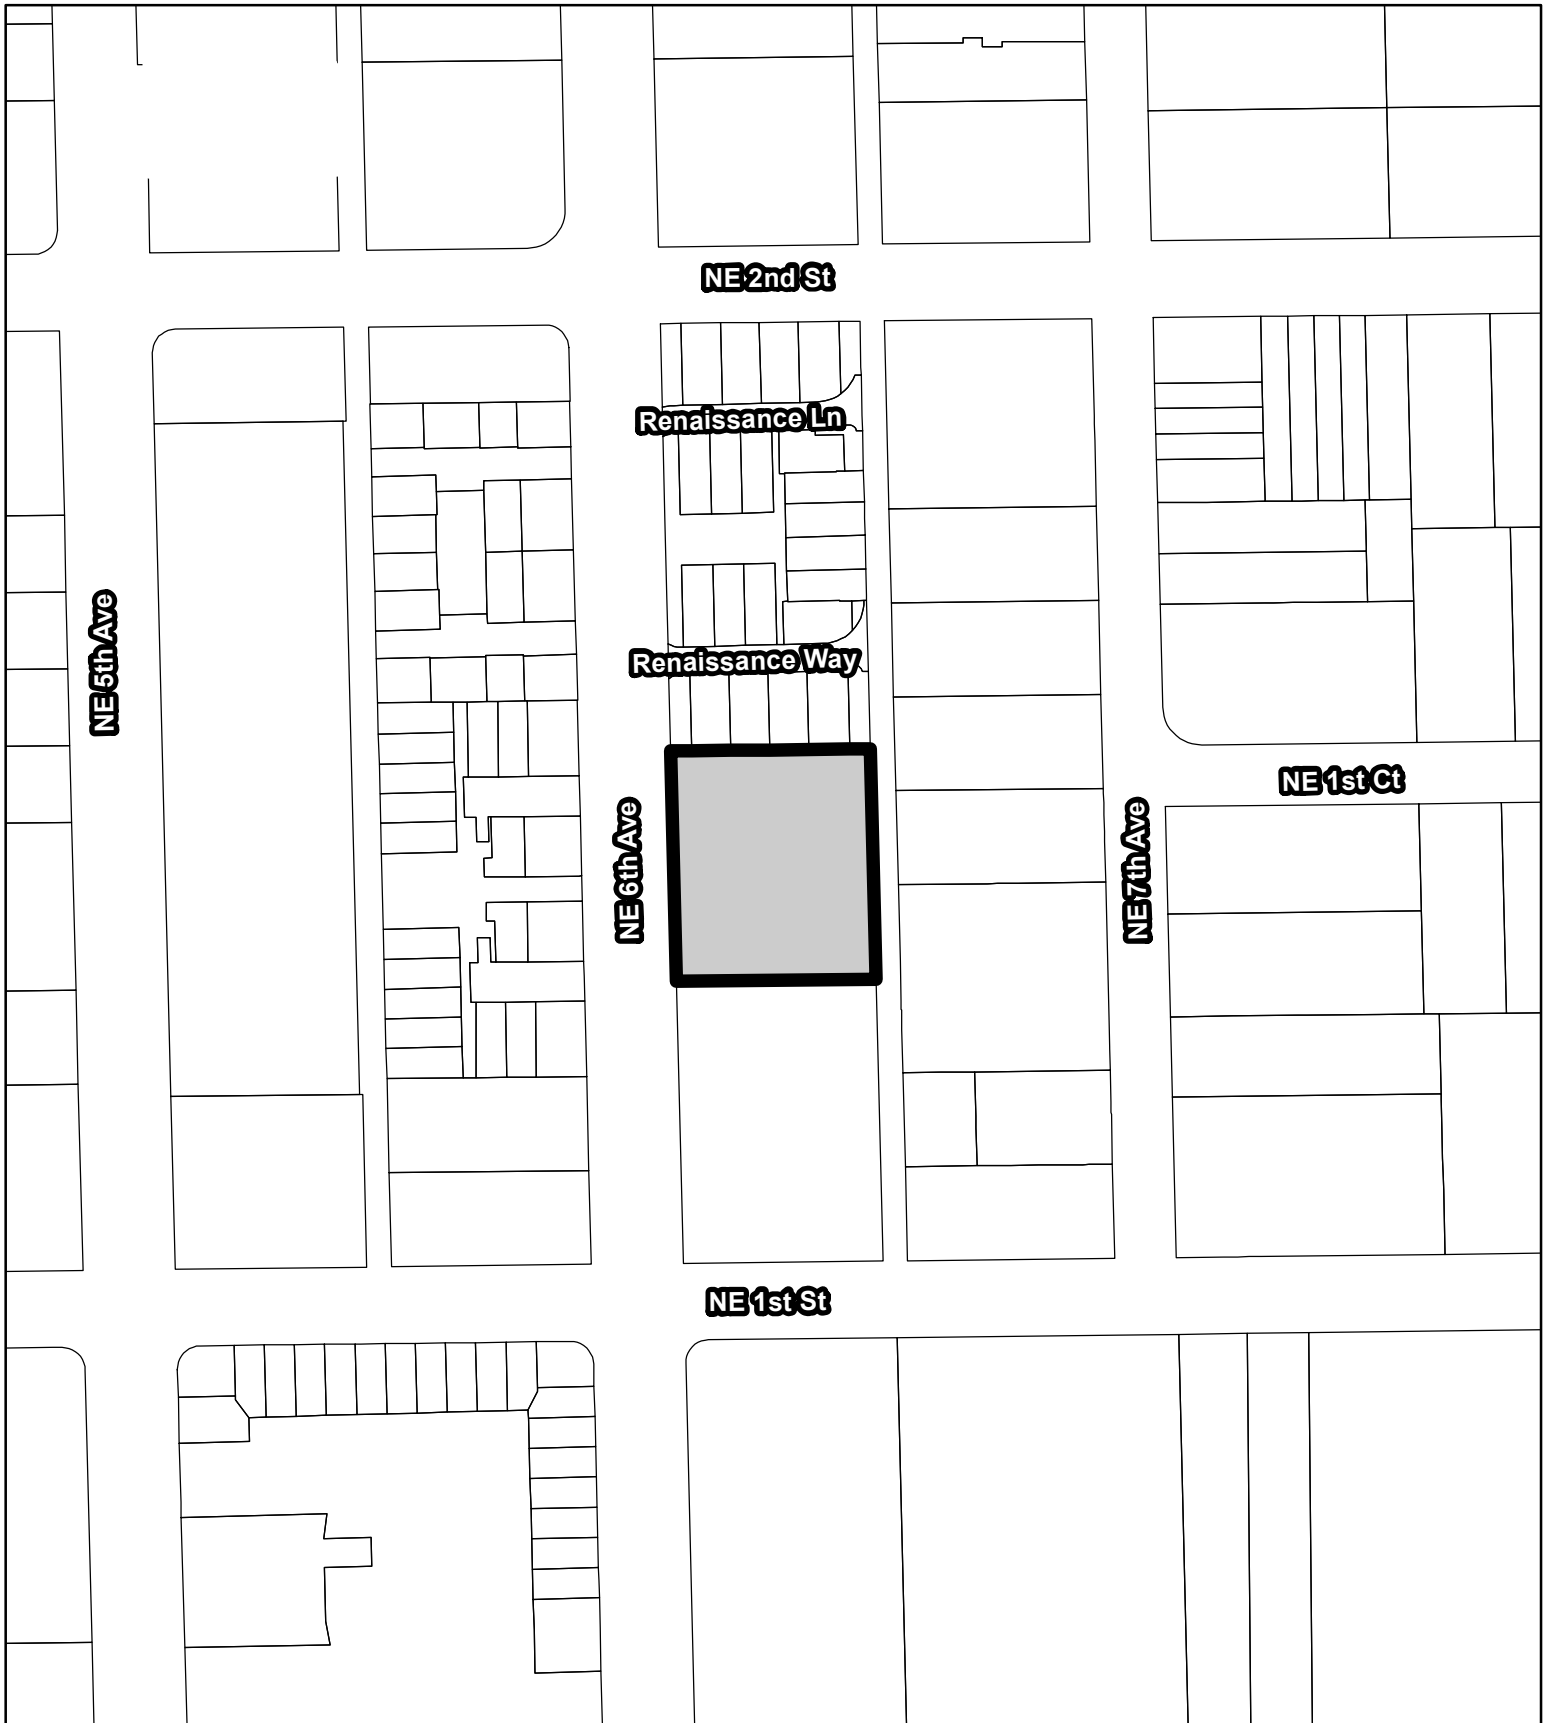 NE 2nd St
Renaissance Ln
NE 5th Ave
Renaissance Way
NE 1st Ct
NE 6th Ave
NE 7th Ave
NE 1st St